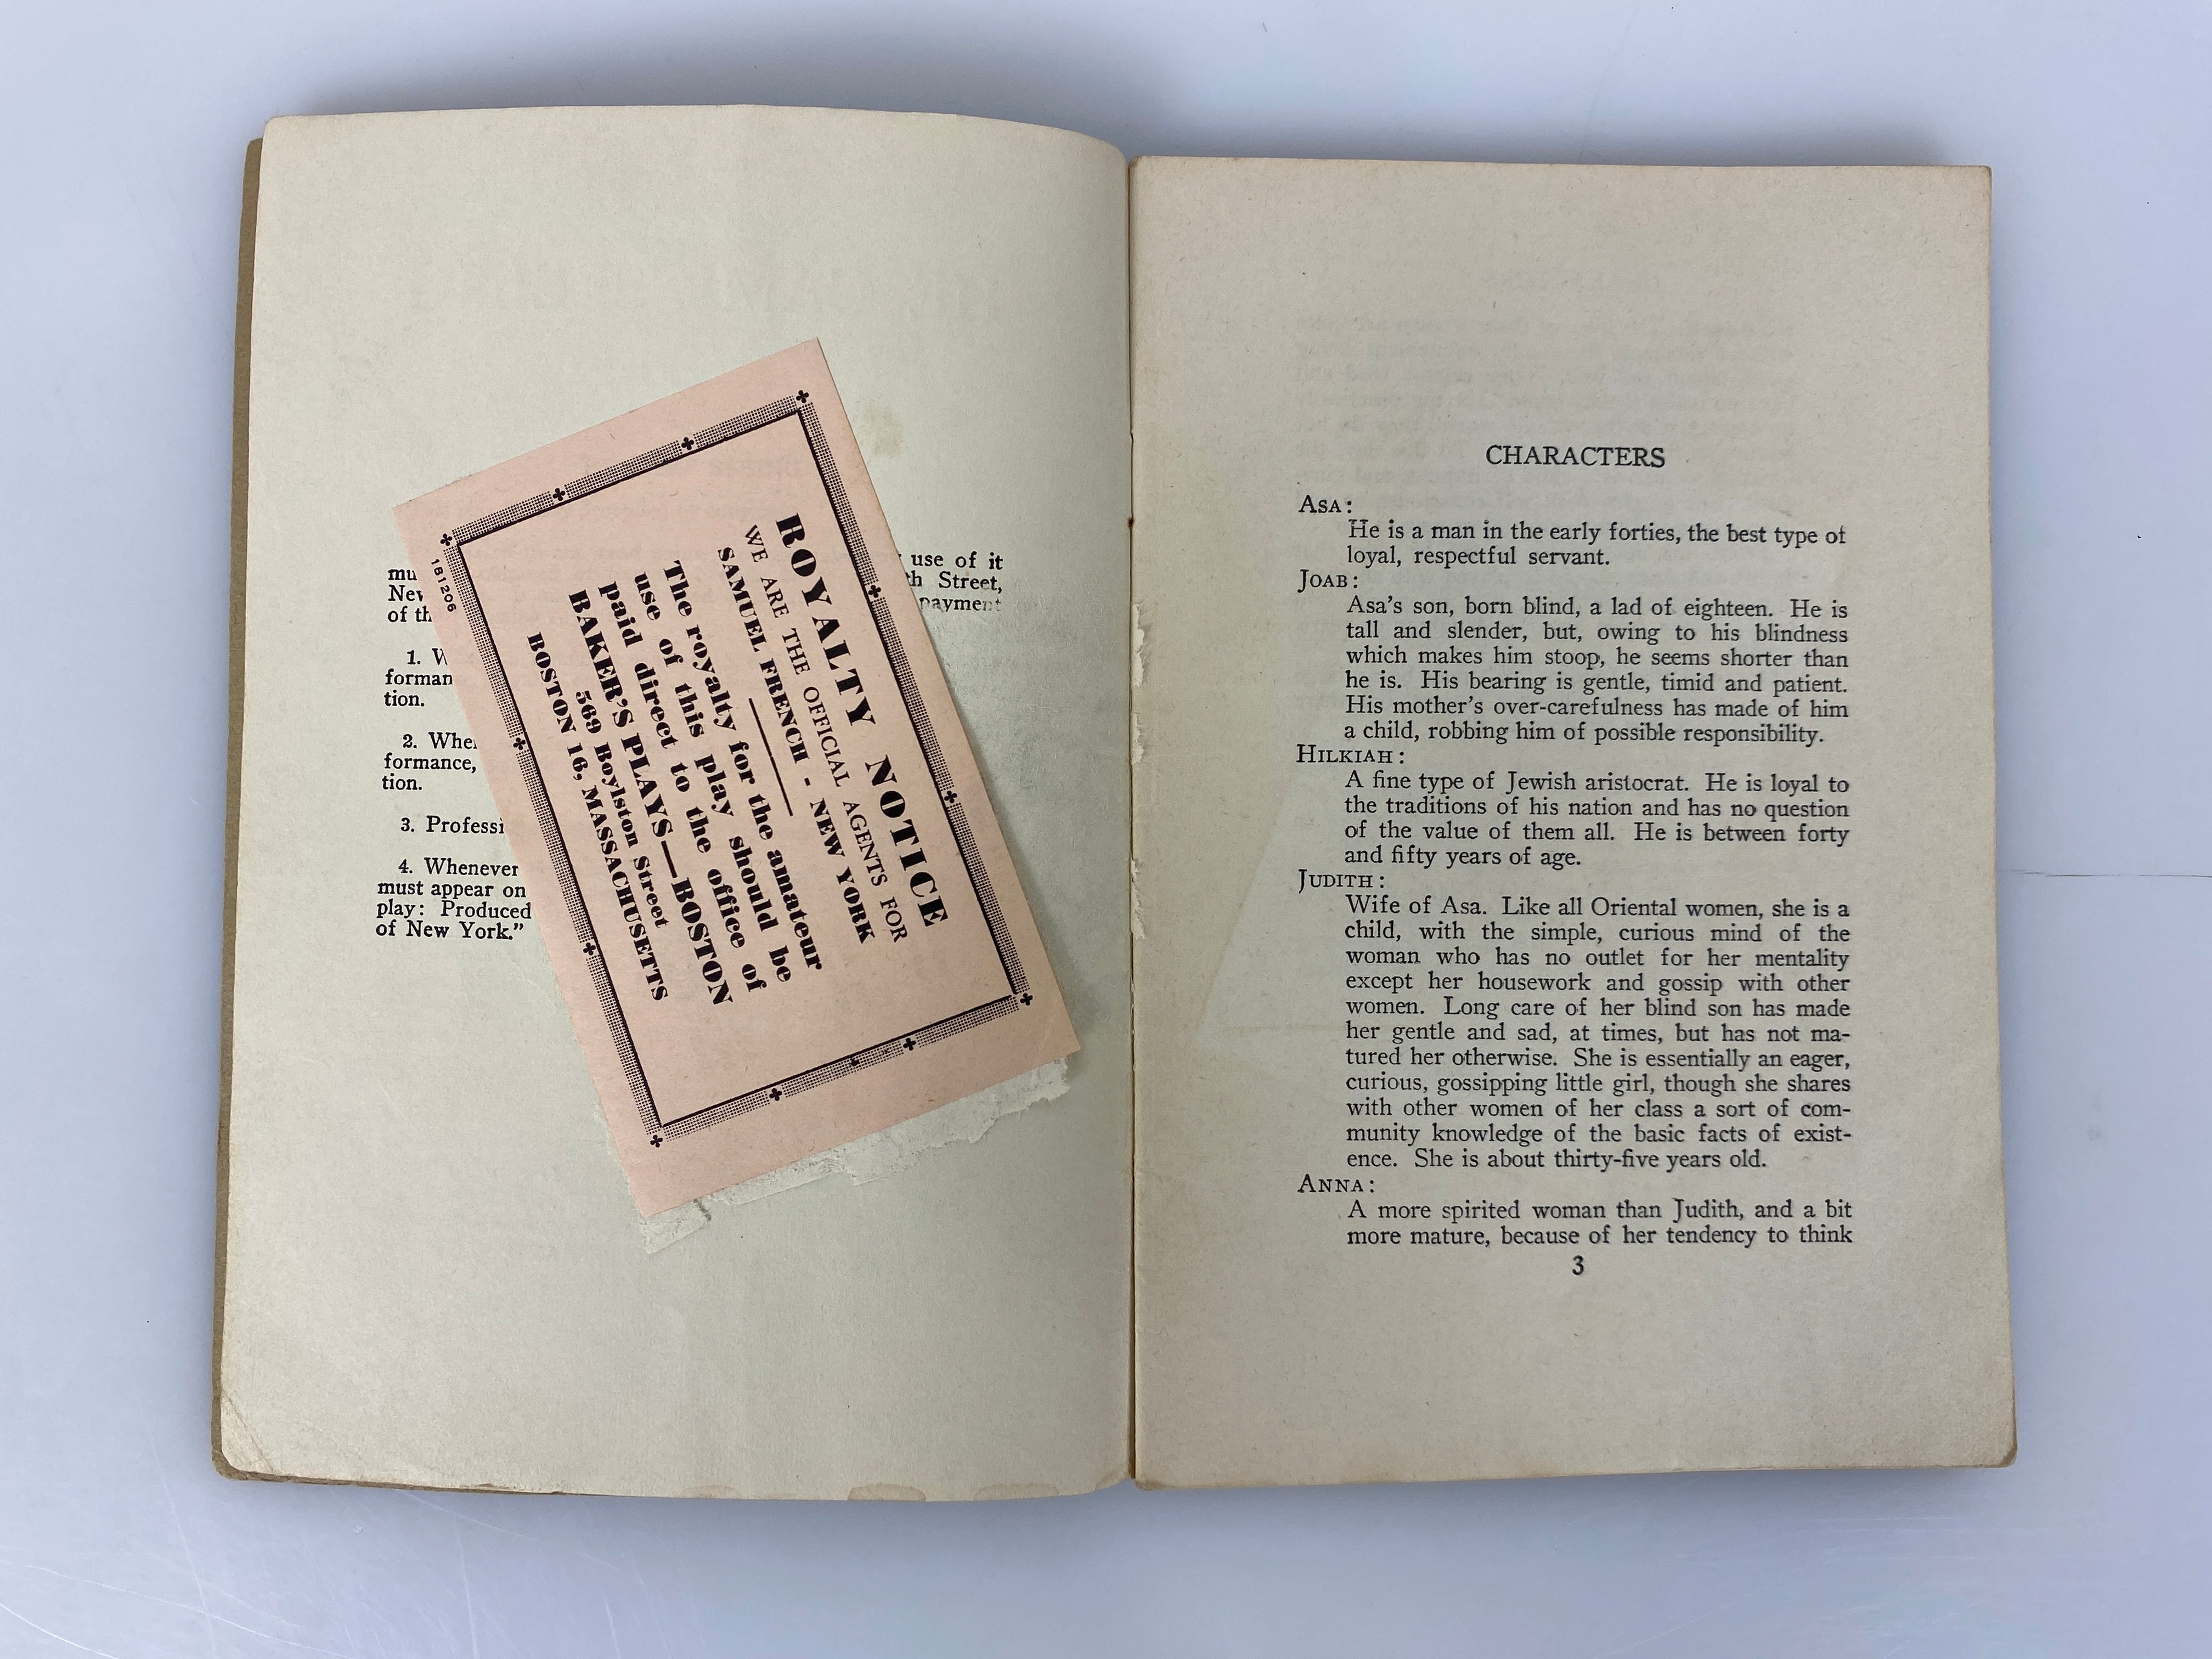 use of it
mu
th Street,
New
payment
of th
1. W
forman
tion.
2. Whe
formance,
tion.
3. Professi
4. Whenever
must appear on
play: Produced
of New York."
ROYALTY NOTICE
WE ARE THE OFFICIAL AGENTS FOR
SAMUEL FRENCH - NEW YORK
The royalty for the amateur
use of this play should be
paid direct to the office of
BAKER'S PLAYS—BOSTON
569 Boylston Street
BOSTON 16, MASSACHUSETTS
181206
CHARACTERS
ASA:
He is a man in the early forties, the best type of
loyal, respectful servant.
JOAB:
Asa's son, born blind, a lad of eighteen. He is
tall and slender, but, owing to his blindness
which makes him stoop, he seems shorter than
he is. His bearing is gentle, timid and patient.
His mother's over-carefulness has made of him
a child, robbing him of possible responsibility.
HILKIAH:
A fine type of Jewish aristocrat. He is loyal to
the traditions of his nation and has no question
of the value of them all. He is between forty
and fifty years of age.
JUDITH:
Wife of Asa. Like all Oriental women, she is a
child, with the simple, curious mind of the
woman who has no outlet for her mentality
except her housework and gossip with other
women. Long care of her blind son has made
her gentle and sad, at times, but has not ma-
tured her otherwise. She is essentially an eager,
curious, gossipping little girl, though she shares
with other women of her class a sort of com-
munity knowledge of the basic facts of exist-
ence. She is about thirty-five years old.
ANNA:
A more spirited woman than Judith, and a bit
more mature, because of her tendency to think
3